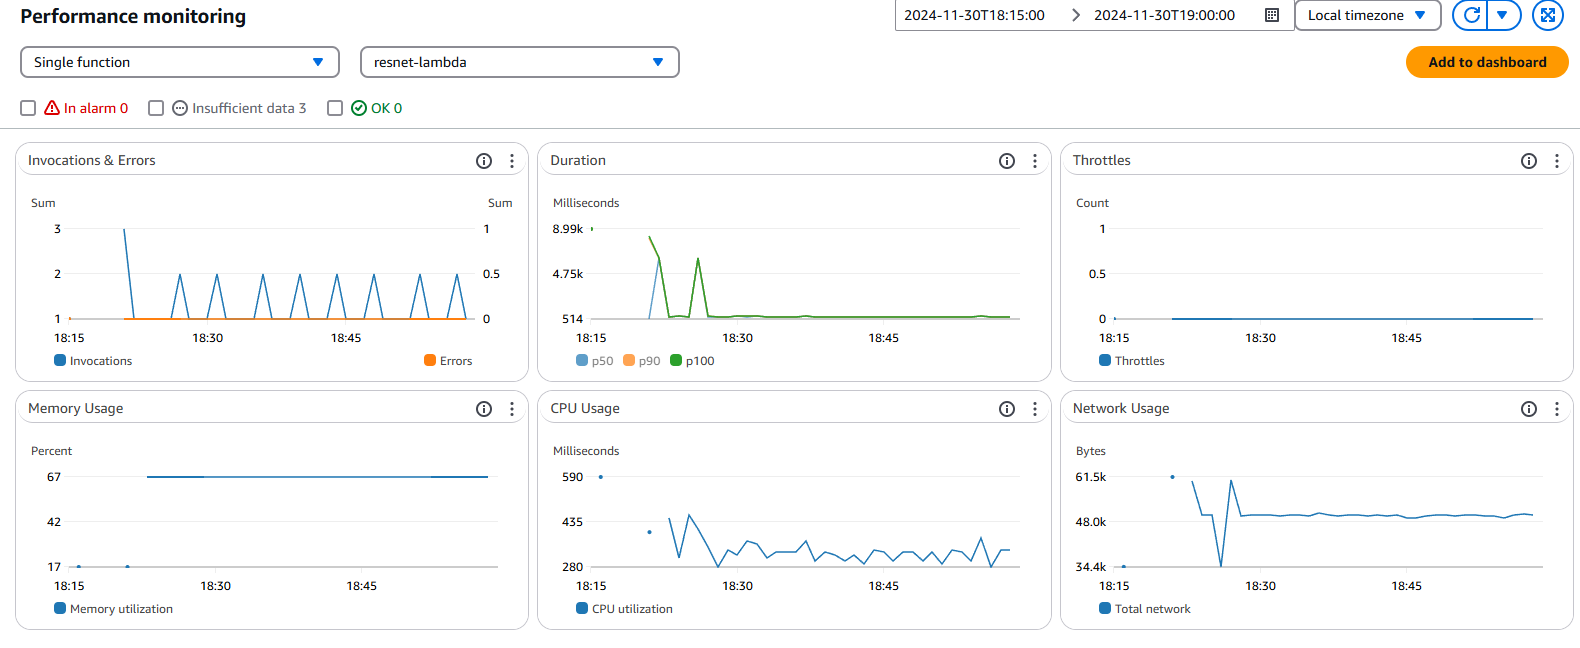 Performance monitoring
2024-11-30T18:15:00
2024-11-30T19:00:00
Local timezone
Single function
resnet-lambda
Add to dashboard
In alarm 0
Insufficient data 3
OK 0
Invocations & Errors
Sum
Sum
3
2
1
1
0.5
0
18:15
18:30
18:45
Invocations
Errors
Duration
Milliseconds
8.99k
4.75k
514
18:15
18:30
18:45
p50
p90
p100
Throttles
Count
1
0.5
0
18:15
18:30
18:45
Throttles
Memory Usage
Percent
67
42
17
18:15
18:30
18:45
Memory utilization
CPU Usage
Milliseconds
590
435
280
18:15
18:30
18:45
CPU utilization
Network Usage
Bytes
61.5k
48.0k
34.4k
18:15
18:30
18:45
Total network